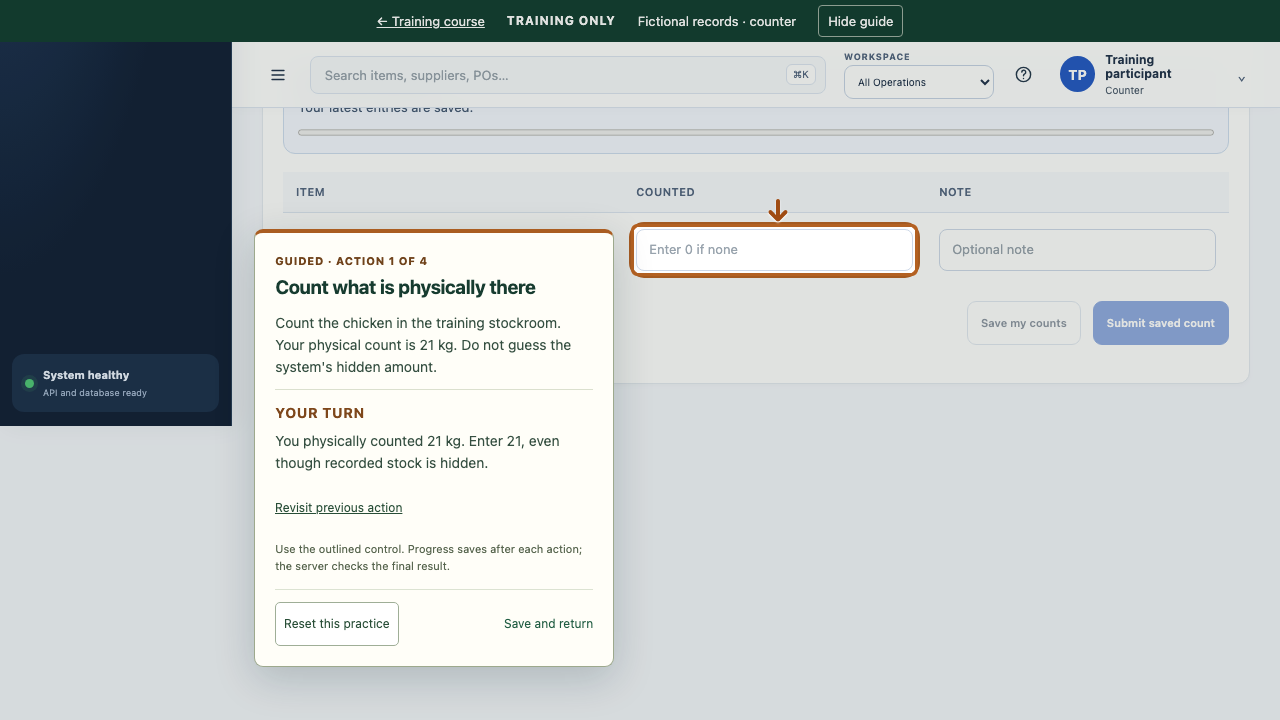 ← Training course
TRAINING ONLY
Fictional records · counter
Hide guide
Search items, suppliers, POs...
⌘K
WORKSPACE
All Operations
TP
Training participant
Counter
Your latest entries are saved.
ITEM
COUNTED
NOTE
Enter 0 if none
Optional note
Save my counts
Submit saved count
GUIDED · ACTION 1 OF 4
Count what is physically there
Count the chicken in the training stockroom.
Your physical count is 21 kg. Do not guess the
system's hidden amount.
YOUR TURN
You physically counted 21 kg. Enter 21, even
though recorded stock is hidden.
Revisit previous action
Use the outlined control. Progress saves after each action;
the server checks the final result.
Reset this practice
Save and return
System healthy
API and database ready